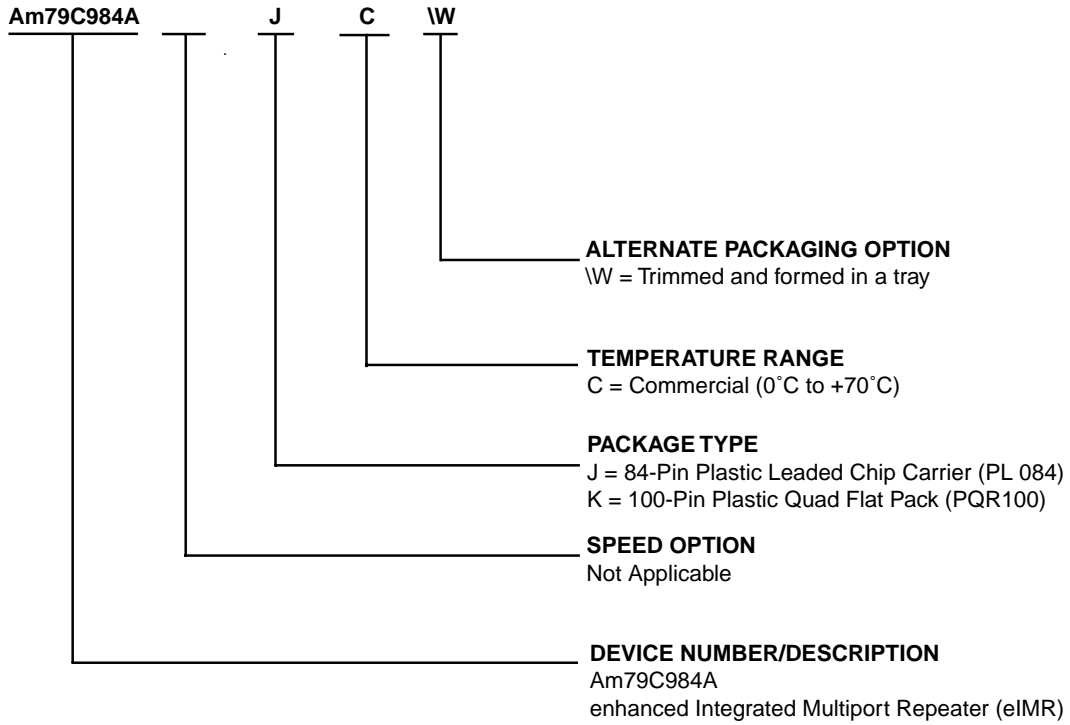 Am79C984A J C \W
ALTERNATE PACKAGING OPTION
\W = Trimmed and formed in a tray
TEMPERATURE RANGE
C = Commercial (0˚C to +70˚C)
PACKAGE TYPE
J = 84-Pin Plastic Leaded Chip Carrier (PL 084)
K = 100-Pin Plastic Quad Flat Pack (PQR100)
SPEED OPTION
Not Applicable
DEVICE NUMBER/DESCRIPTION
Am79C984A
enhanced Integrated Multiport Repeater (eIMR)